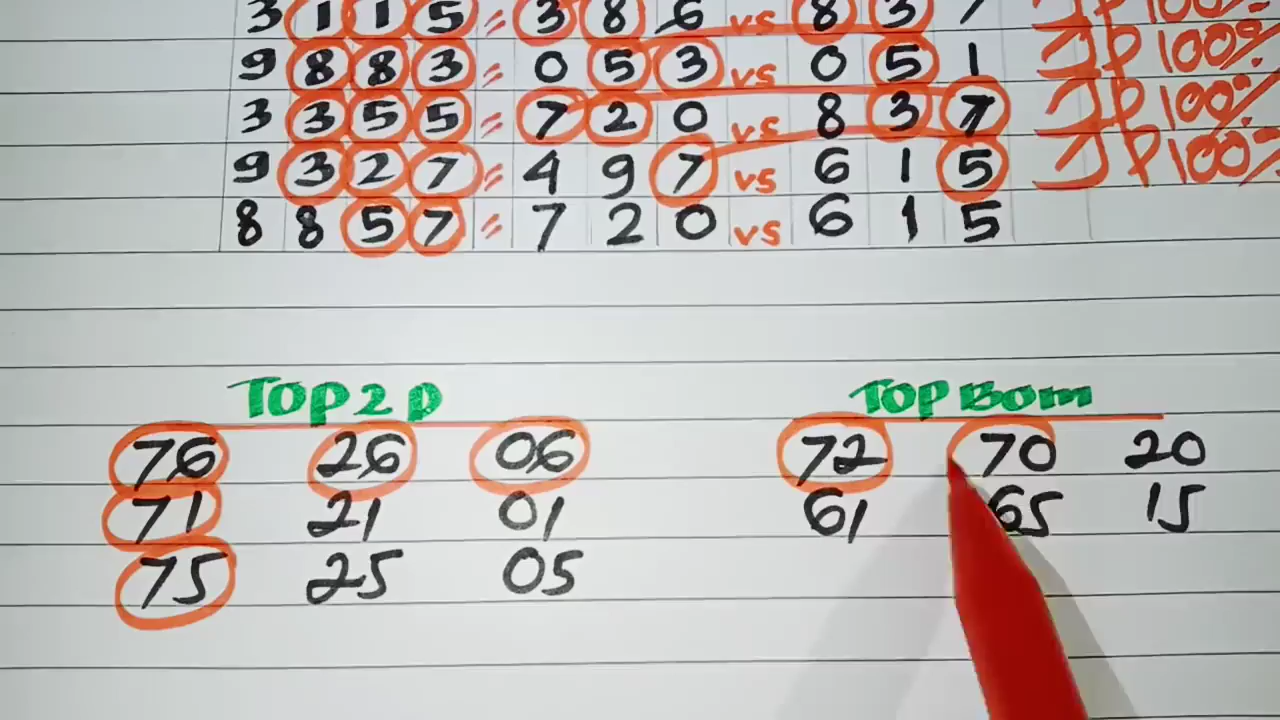 3 1 1 5 = 3 8 6 vs 8 3 7 JP 100%
9 8 8 3 = 0 5 3 vs 0 5 1 JP 100%
3 3 5 5 = 7 2 0 vs 8 3 7 JP 100%
9 3 2 7 = 4 9 7 vs 6 1 5 JP 100%
8 8 5 7 = 7 2 0 vs 6 1 5
TOP 2 D TOP BOM
76 26 06 72 70 20
71 21 01 61 65 15
75 25 05